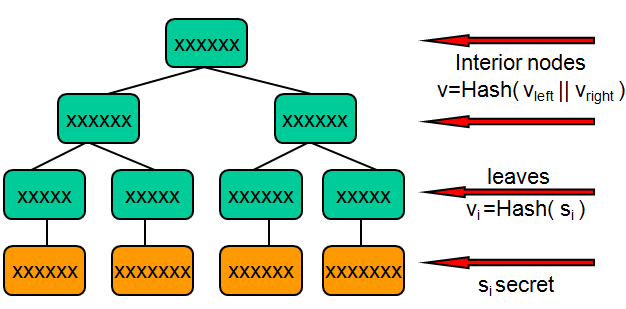 xxxxxx
Interior nodes
v=Hash( vleft || vright )
xxxxxx xxxxxx
leaves
xxxxx xxxxx xxxxxx xxxxx
vi =Hash( si )
xxxxxx xxxxxxx xxxxxx xxxxxxx
si secret